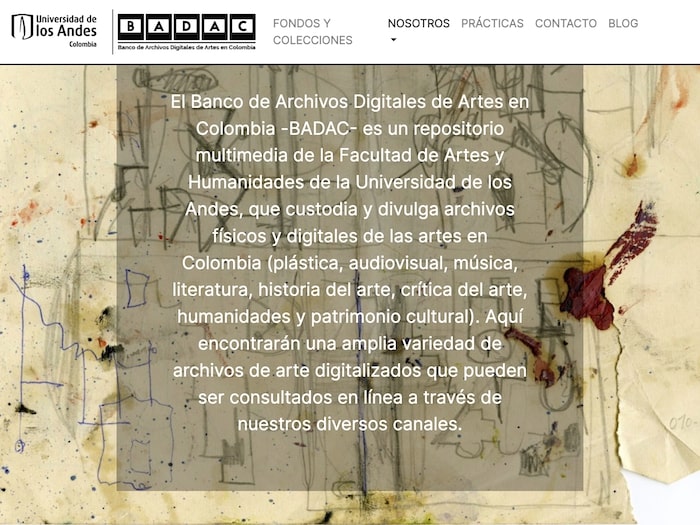 Universidad de
los Andes
Colombia
BADAC
Banco de Archivos Digitales de Artes en Colombia
FONDOS Y
COLECCIONES
NOSOTROS
PRÁCTICAS
CONTACTO
BLOG
El Banco de Archivos Digitales de Artes en
Colombia -BADAC- es un repositorio
multimedia de la Facultad de Artes y
Humanidades de la Universidad de los
Andes, que custodia y divulga archivos
físicos y digitales de las artes en
Colombia (plástica, audiovisual, música,
literatura, historia del arte, crítica del arte,
humanidades y patrimonio cultural). Aquí
encontrarán una amplia variedad de
archivos de arte digitalizados que pueden
ser consultados en línea a través de
nuestros diversos canales.